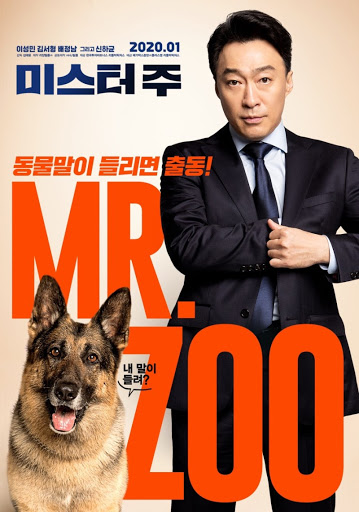 이성민 김서형 배정남 그리고 신하균
2020.01
미스터 주
동물말이 들리면 출동!
MR.
ZOO
내 말이
들려?